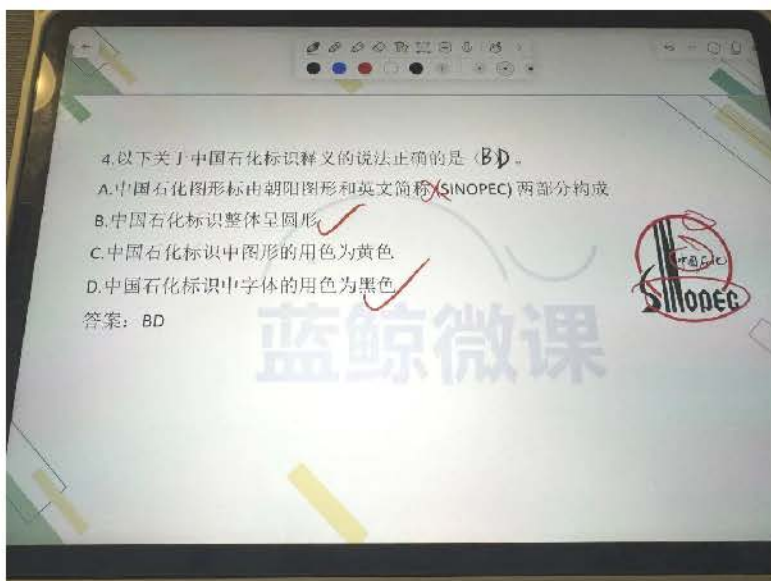 4.以下关于中国石化标识释义的说法正确的是（BD。
A.中国石化图形标由朝阳图形和英文简称(SINOPEC) 两部分构成
B.中国石化标识整体呈圆形
C.中国石化标识中图形的用色为黄色
D.中国石化标识中字体的用色为黑色
答案：BD
中国石化
SINOPEC
蓝鲸微课